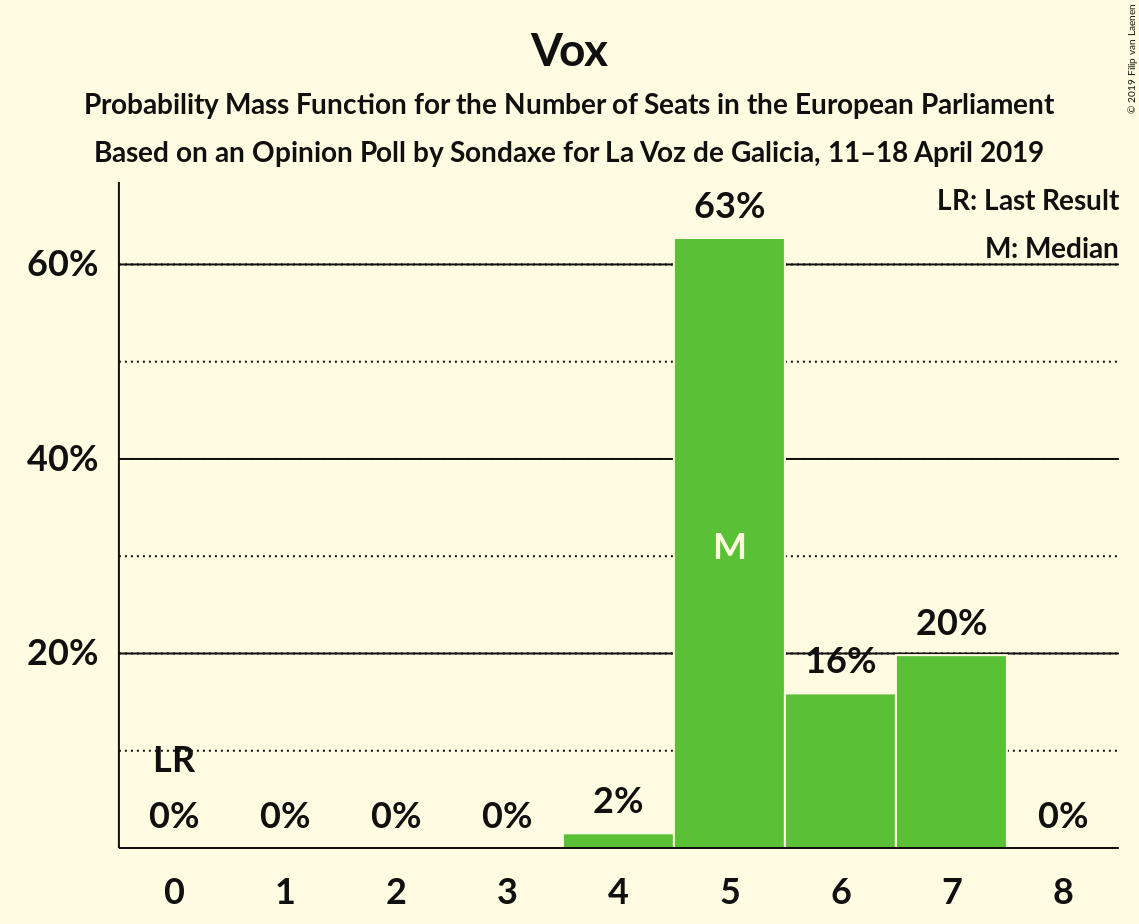 Vox
Probability Mass Function for the Number of Seats in the European Parliament
Based on an Opinion Poll by Sondaxe for La Voz de Galicia, 11–18 April 2019
© 2019 Filip van Laenen
LR: Last Result
M: Median
63%
60%
40%
M
20%
20%
16%
LR
0% 0% 0% 0% 2% 0%
0 1 2 3 4 5 6 7 8